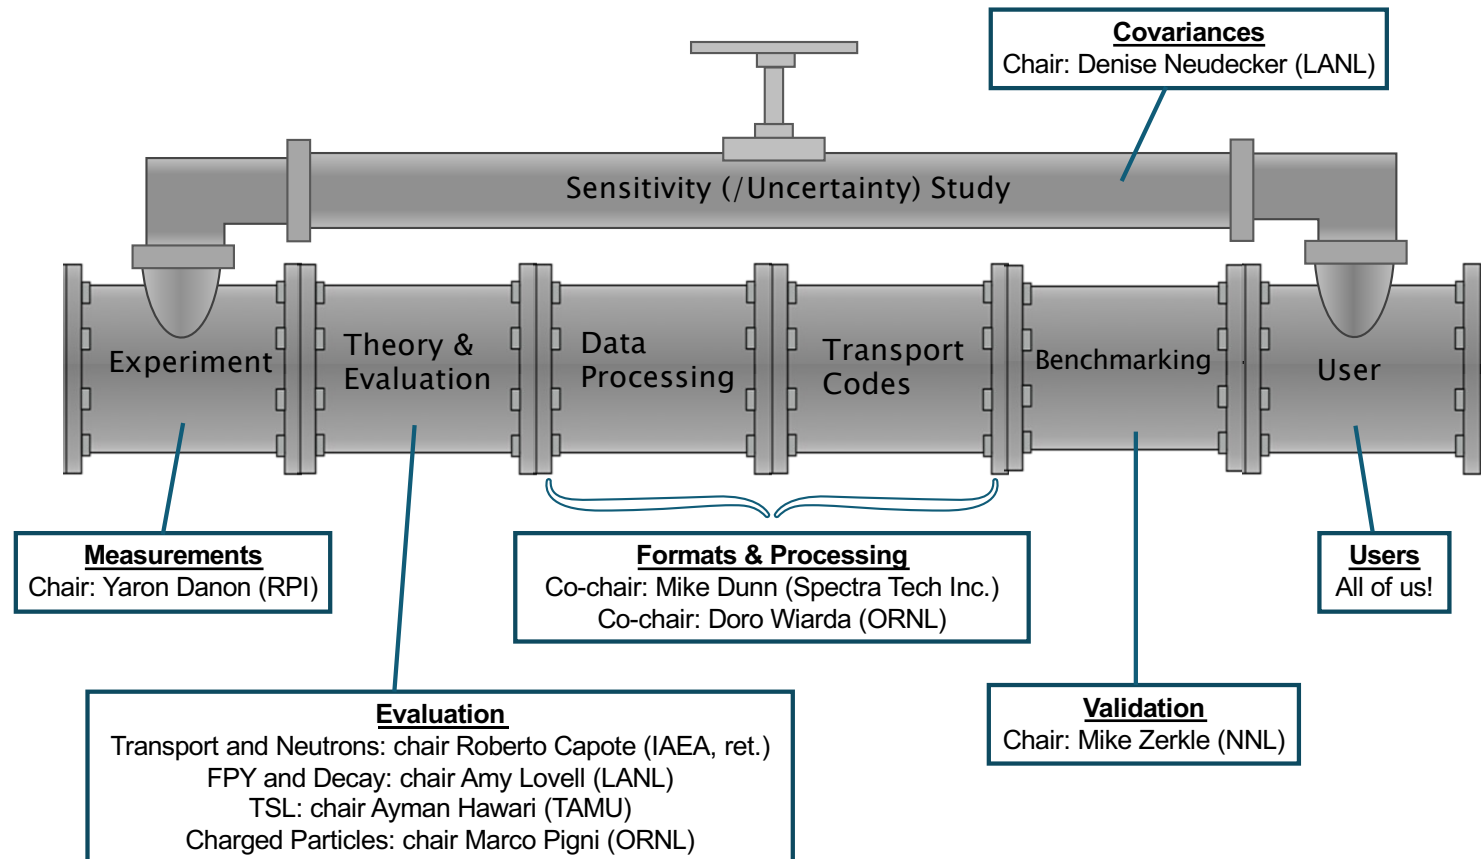 Covariances
Chair: Denise Neudecker (LANL)
Sensitivity (/Uncertainty) Study
Experiment
Theory &
Evaluation
Data
Processing
Transport
Codes
Benchmarking
User
Measurements
Chair: Yaron Danon (RPI)
Formats & Processing
Co-chair: Mike Dunn (Spectra Tech Inc.)
Co-chair: Doro Wiarda (ORNL)
Users
All of us!
Evaluation
Transport and Neutrons: chair Roberto Capote (IAEA, ret.)
FPY and Decay: chair Amy Lovell (LANL)
TSL: chair Ayman Hawari (TAMU)
Charged Particles: chair Marco Pigni (ORNL)
Validation
Chair: Mike Zerkle (NNL)